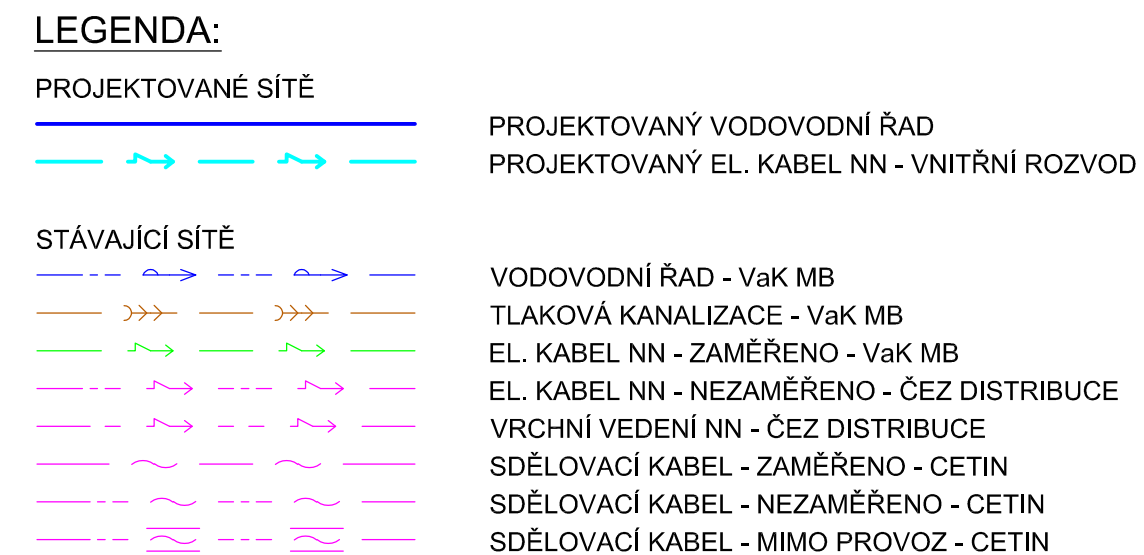 LEGENDA:
PROJEKTOVANÉ SÍTĚ
PROJEKTOVANÝ VODOVODNÍ ŘAD
PROJEKTOVANÝ EL. KABEL NN - VNITŘNÍ ROZVOD
STÁVAJÍCÍ SÍTĚ
VODOVODNÍ ŘAD - VaK MB
TLAKOVÁ KANALIZACE - VaK MB
EL. KABEL NN - ZAMĚŘENO - VaK MB
EL. KABEL NN - NEZAMĚŘENO - ČEZ DISTRIBUCE
VRCHNÍ VEDENÍ NN - ČEZ DISTRIBUCE
SDĚLOVACÍ KABEL - ZAMĚŘENO - CETIN
SDĚLOVACÍ KABEL - NEZAMĚŘENO - CETIN
SDĚLOVACÍ KABEL - MIMO PROVOZ - CETIN